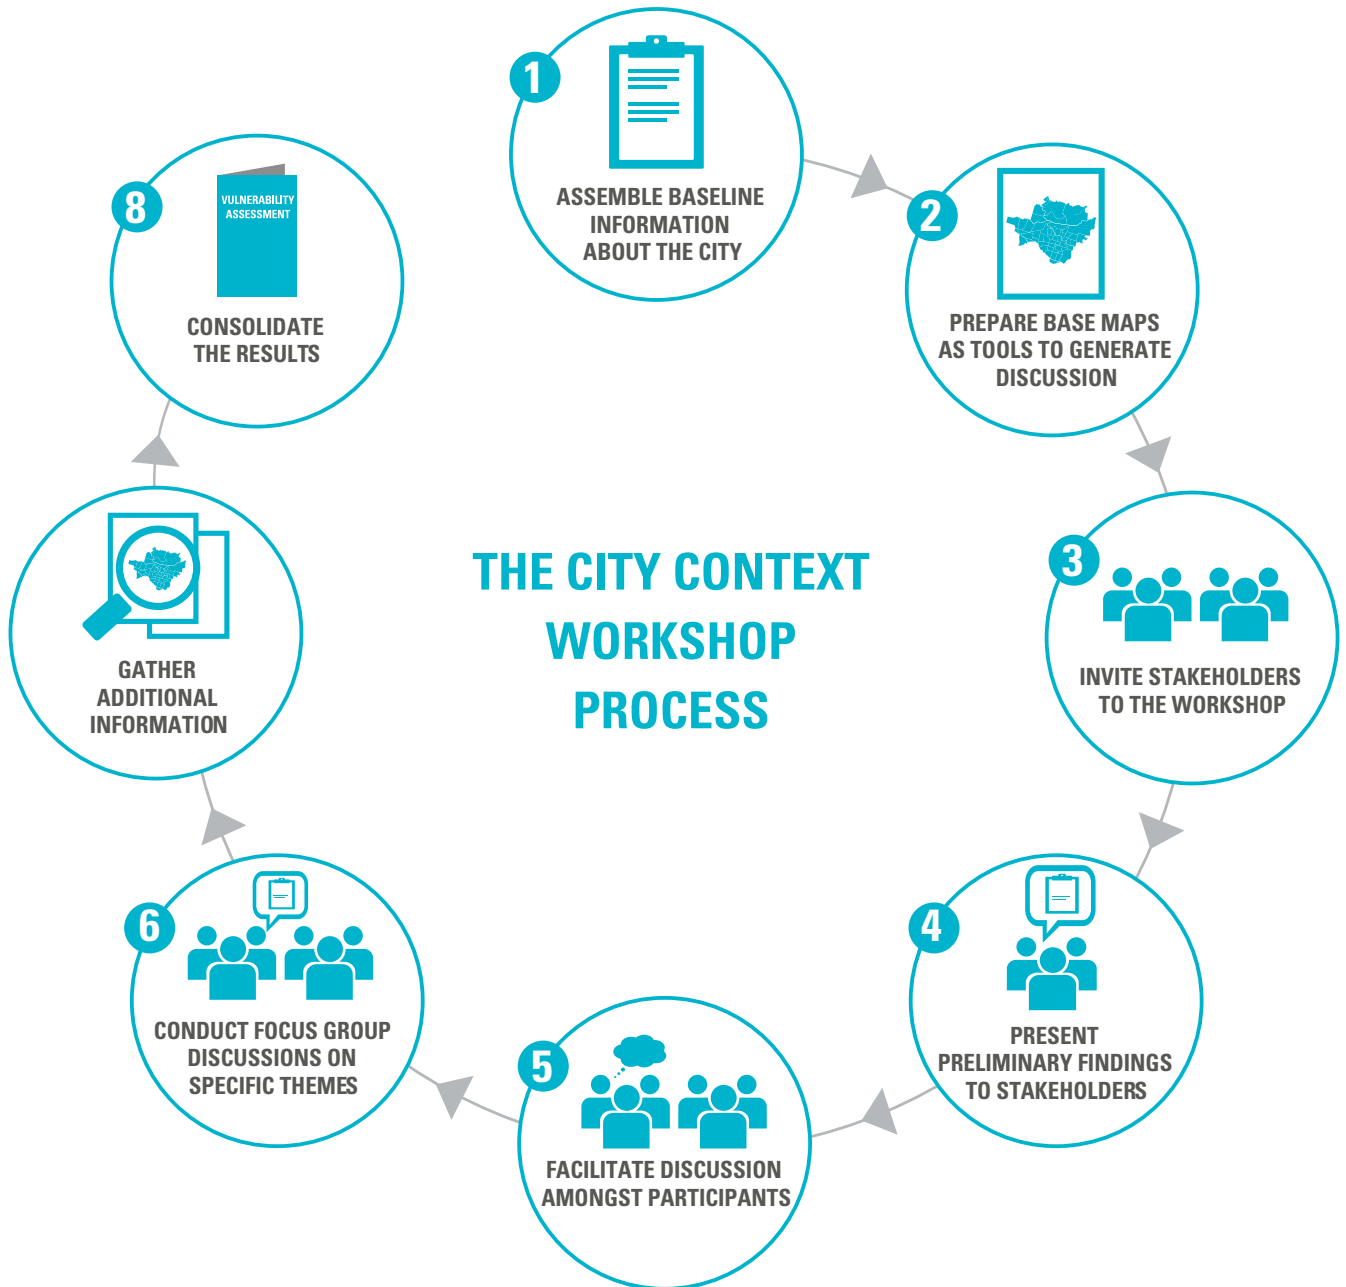 1
ASSEMBLE BASELINE
INFORMATION
ABOUT THE CITY
2
PREPARE BASE MAPS
AS TOOLS TO GENERATE
DISCUSSION
3
INVITE STAKEHOLDERS
TO THE WORKSHOP
4
PRESENT
PRELIMINARY FINDINGS
TO STAKEHOLDERS
5
FACILITATE DISCUSSION
AMONGST PARTICIPANTS
6
CONDUCT FOCUS GROUP
DISCUSSIONS ON
SPECIFIC THEMES
GATHER
ADDITIONAL
INFORMATION
8
VULNERABILITY
ASSESSMENT
CONSOLIDATE
THE RESULTS
THE CITY CONTEXT
WORKSHOP
PROCESS